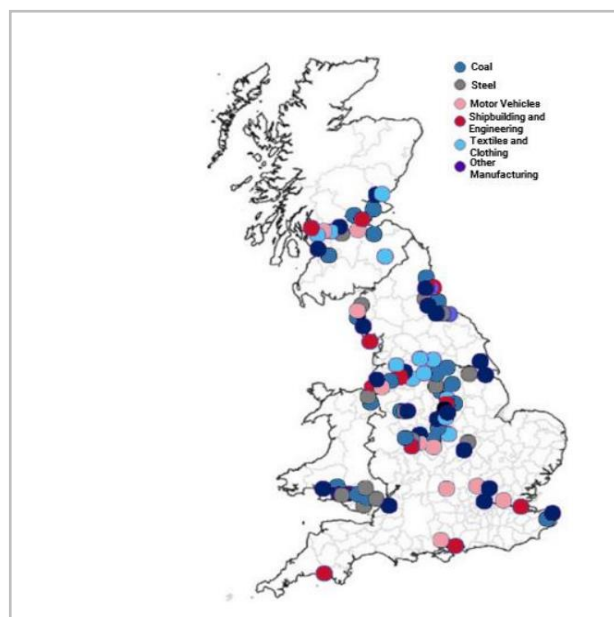 Coal
Steel
Motor Vehicles
Shipbuilding and
Engineering
Textiles and
Clothing
Other
Manufacturing